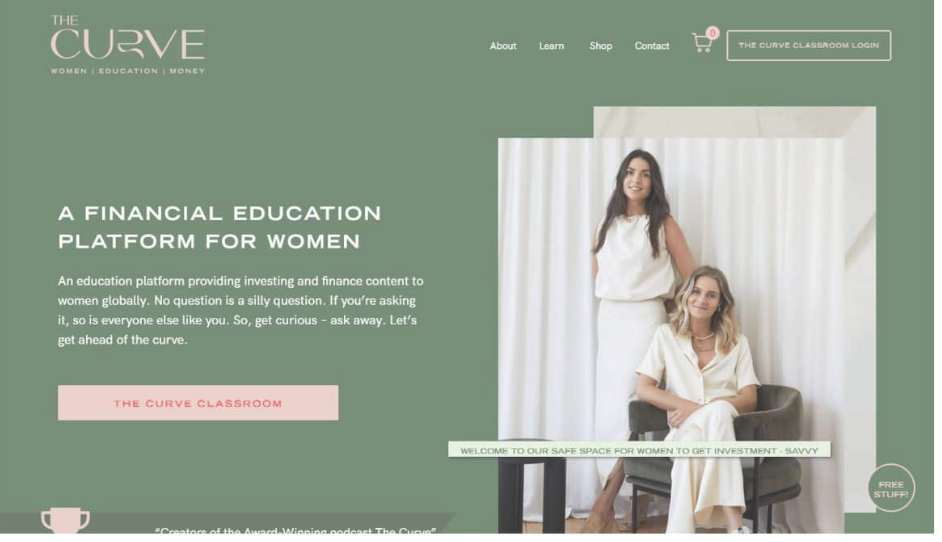 THE
CURVE
WOMEN | EDUCATION | MONEY
About
Learn
Shop
Contact
0
THE CURVE CLASSROOM LOGIN
A FINANCIAL EDUCATION
PLATFORM FOR WOMEN
An education platform providing investing and finance content to
women globally. No question is a silly question. If you’re asking
it, so is everyone else like you. So, get curious – ask away. Let’s
get ahead of the curve.
THE CURVE CLASSROOM
WELCOME TO OUR SAFE SPACE FOR WOMEN TO GET INVESTMENT - SAVVY
FREE
STUFF!
“Creators of the Award-Winning podcast The Curve”